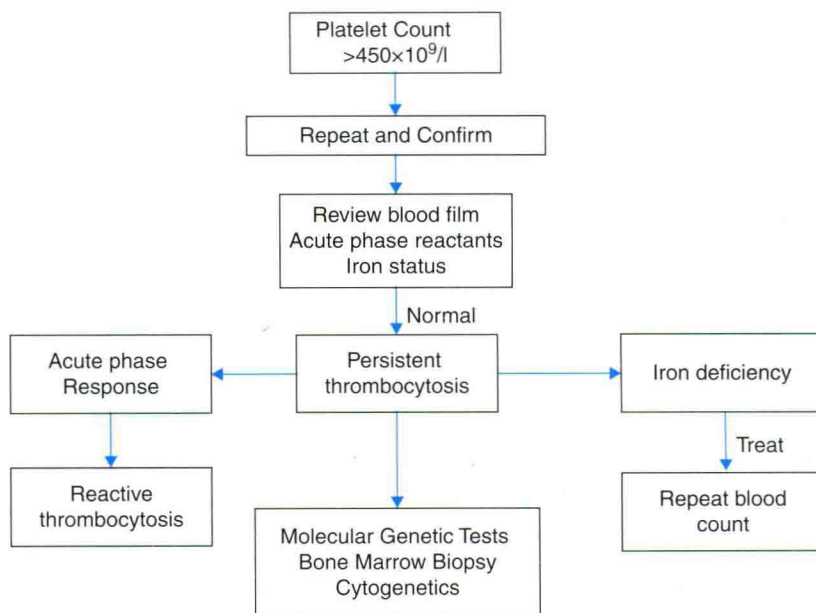 Platelet Count
>450×10⁹/l
Repeat and Confirm
Review blood film
Acute phase reactants
Iron status
Normal
Acute phase
Response
Persistent
thrombocytosis
Iron deficiency
Treat
Reactive
thrombocytosis
Repeat blood
count
Molecular Genetic Tests
Bone Marrow Biopsy
Cytogenetics